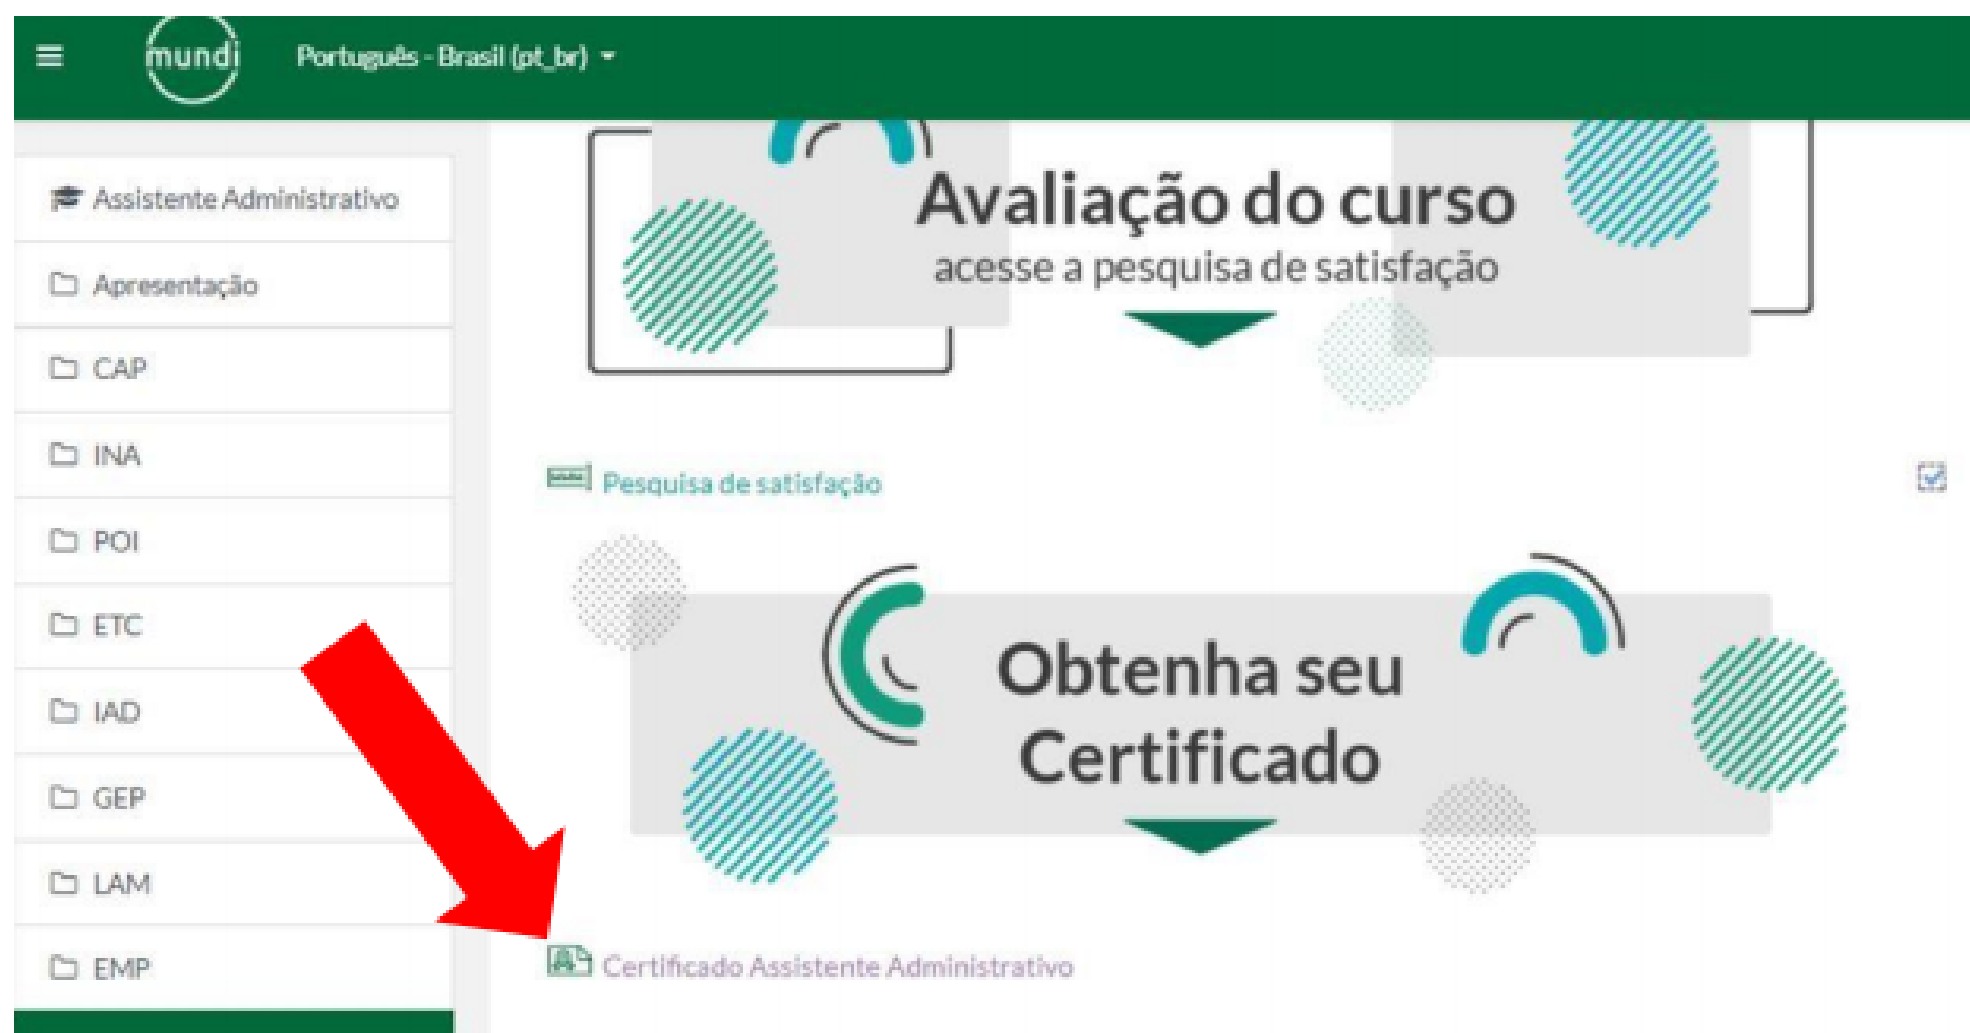 mundi
Português - Brasil (pt_br)
Assistente Administrativo
Apresentação
CAP
INA
POI
ETC
IAD
GEP
LAM
EMP
Avaliação do curso
acesse a pesquisa de satisfação
Pesquisa de satisfação
Obtenha seu
Certificado
Certificado Assistente Administrativo